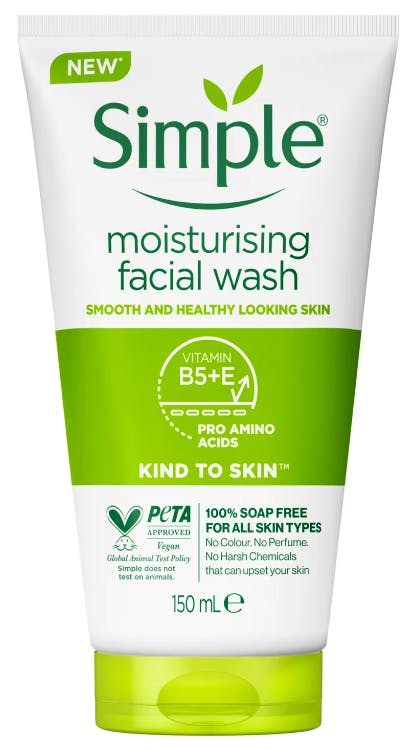 NEW*
Simple®
moisturising
facial wash
SMOOTH AND HEALTHY LOOKING SKIN
VITAMIN
B5+E
PRO AMINO
ACIDS
KIND TO SKIN™
PETA
APPROVED
Vegan
Global Animal Test Policy
Simple does not
test on animals.
100% SOAP FREE
FOR ALL SKIN TYPES
No Colour. No Perfume.
No Harsh Chemicals
that can upset your skin
150 mL ℮